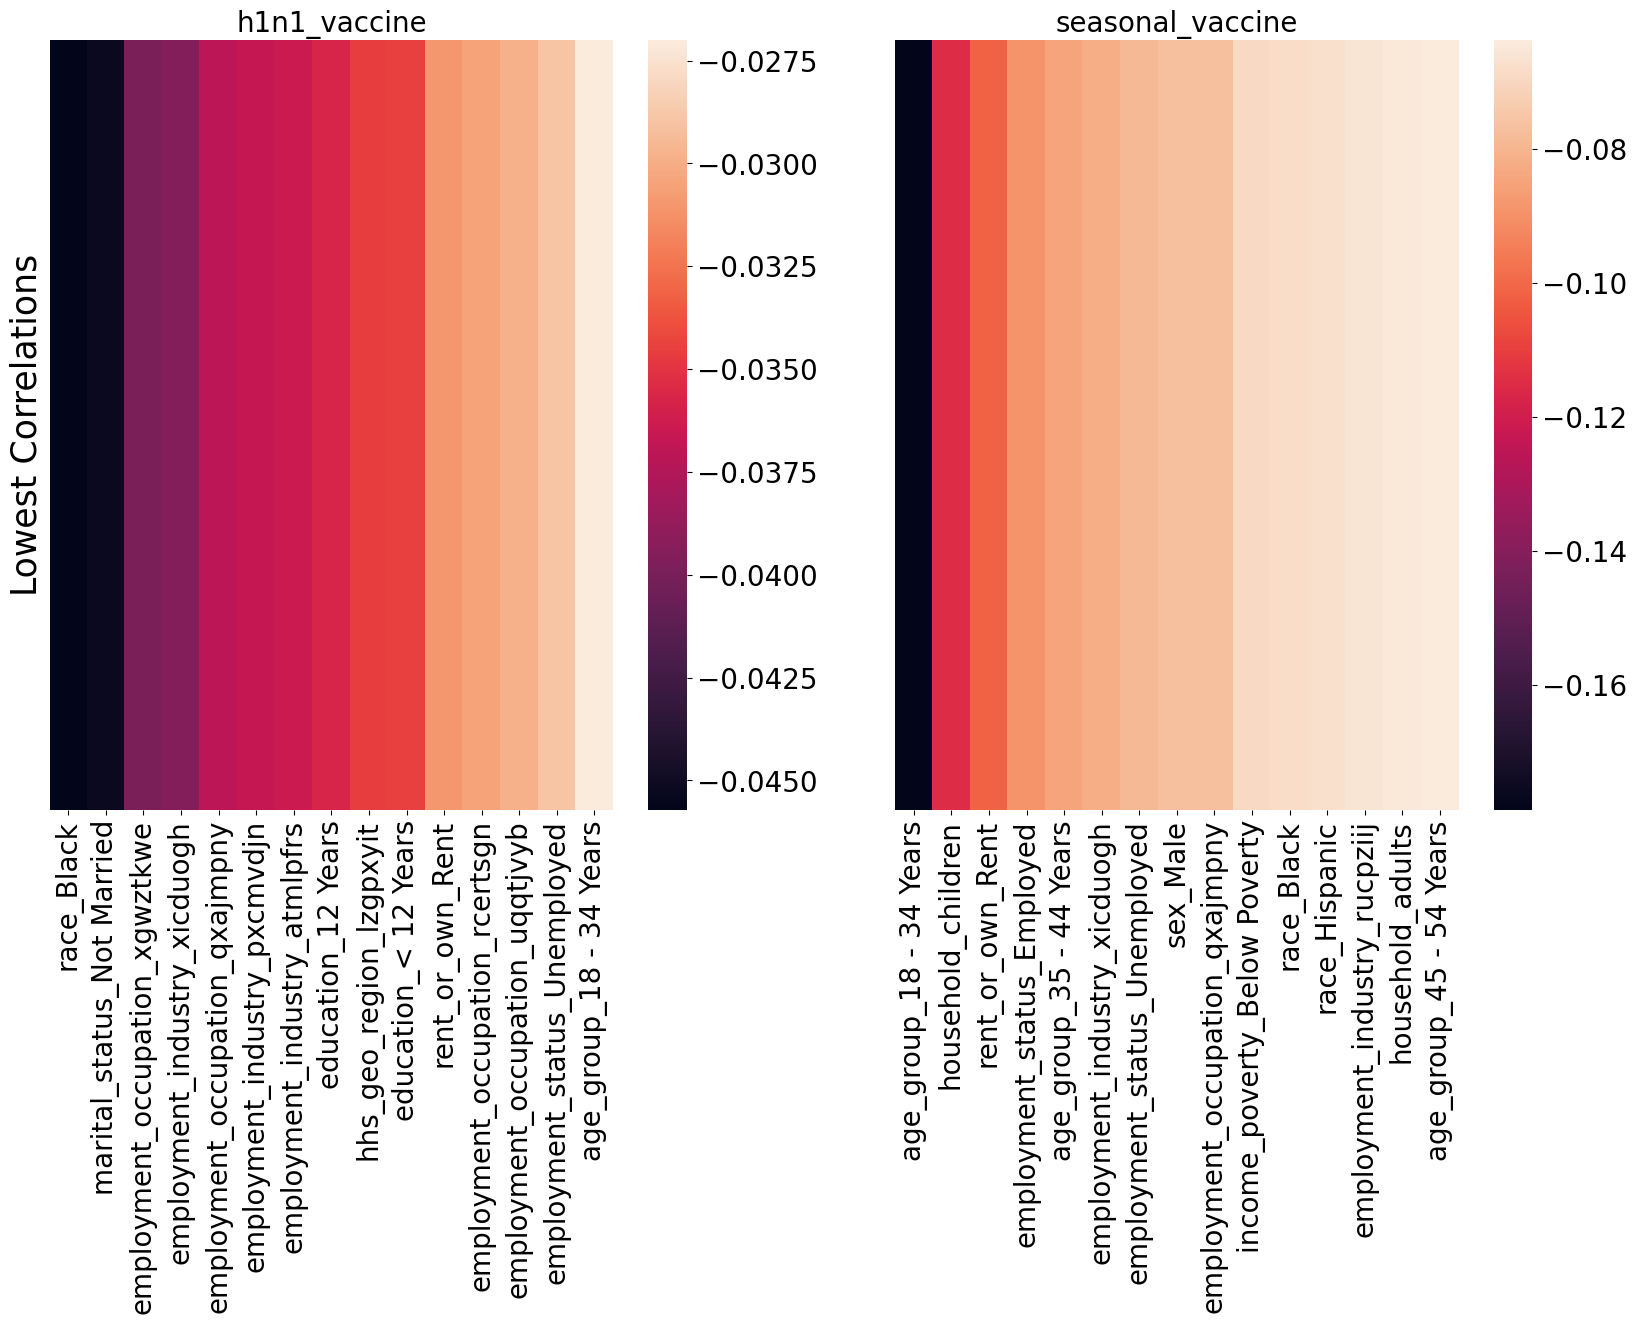 h1n1_vaccine
seasonal_vaccine
Lowest Correlations
−0.0275
−0.0300
−0.0325
−0.0350
−0.0375
−0.0400
−0.0425
−0.0450
−0.08
−0.10
−0.12
−0.14
−0.16
race_Black
marital_status_Not Married
employment_occupation_xgwztkwe
employment_industry_xicduogh
employment_occupation_qxajmpny
employment_industry_pxcmvdjn
employment_industry_atmlpfrs
education_12 Years
hhs_geo_region_lzgpxyit
education_< 12 Years
rent_or_own_Rent
employment_occupation_rcertsgn
employment_occupation_uqqtjvyb
employment_status_Unemployed
age_group_18 - 34 Years
age_group_18 - 34 Years
household_children
rent_or_own_Rent
employment_status_Employed
age_group_35 - 44 Years
employment_industry_xicduogh
employment_status_Unemployed
sex_Male
employment_occupation_qxajmpny
income_poverty_Below Poverty
race_Black
race_Hispanic
employment_industry_rucpziij
household_adults
age_group_45 - 54 Years